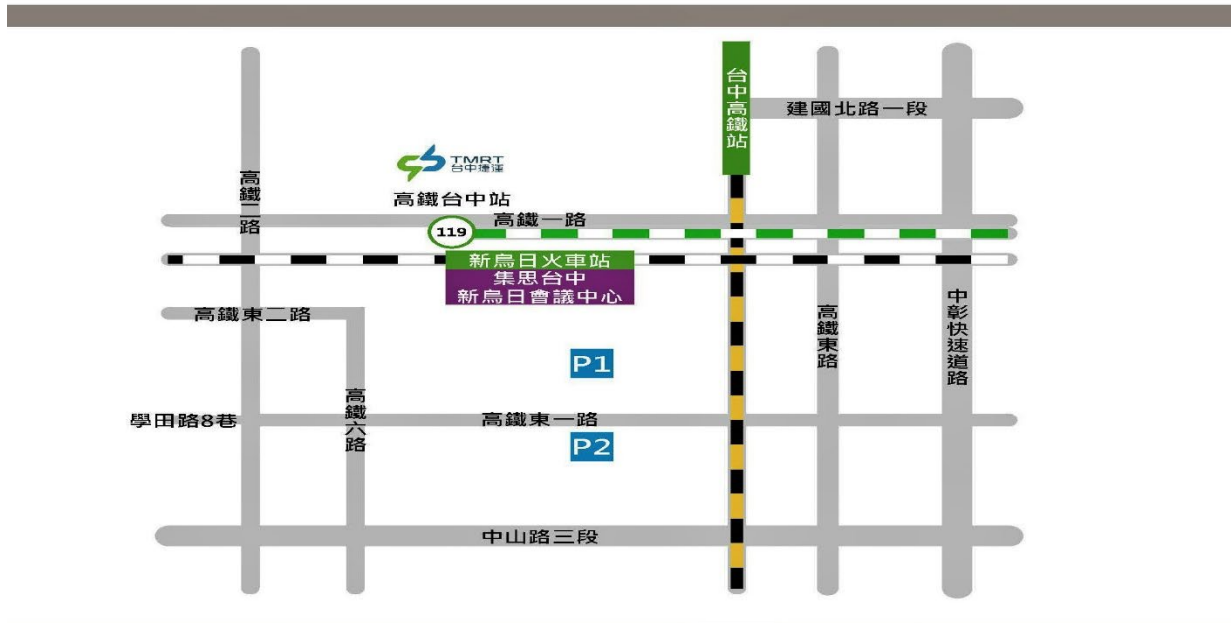 台中高鐵站
建國北路一段
TMRT
台中捷運
高鐵台中站
高鐵二路
高鐵一路
119
新烏日火車站
集思台中
新烏日會議中心
高鐵東二路
高鐵東路
中彰快速道路
P1
高鐵六路
學田路8巷
高鐵東一路
P2
中山路三段